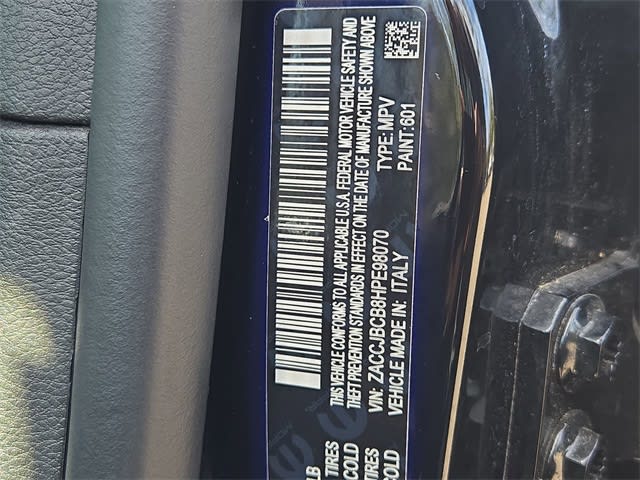 LB
TIRES
COLD
TIRES
COLD
THIS VEHICLE CONFORMS TO ALL APPLICABLE U.S.A. FEDERAL MOTOR VEHICLE SAFETY AND
THEFT PREVENTION STANDARDS IN EFFECT ON THE DATE OF MANUFACTURE SHOWN ABOVE
VIN: ZACCJBCB8HPE98070 TYPE: MPV
VEHICLE MADE IN: ITALY PAINT:601